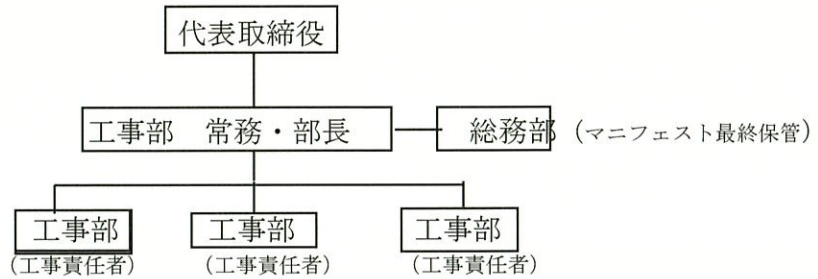 代表取締役
工事部　常務・部長　総務部（マニフェスト最終保管）
工事部　工事部　工事部
（工事責任者）　（工事責任者）　（工事責任者）